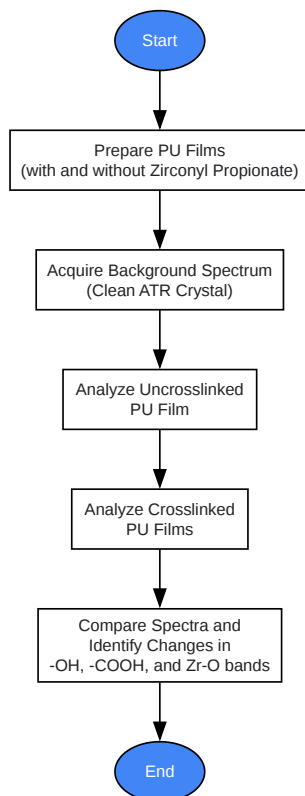 Start
Prepare PU Films
(with and without Zirconyl Propionate)
Acquire Background Spectrum
(Clean ATR Crystal)
Analyze Uncrosslinked
PU Film
Analyze Crosslinked
PU Films
Compare Spectra and
Identify Changes in
-OH, -COOH, and Zr-O bands
End